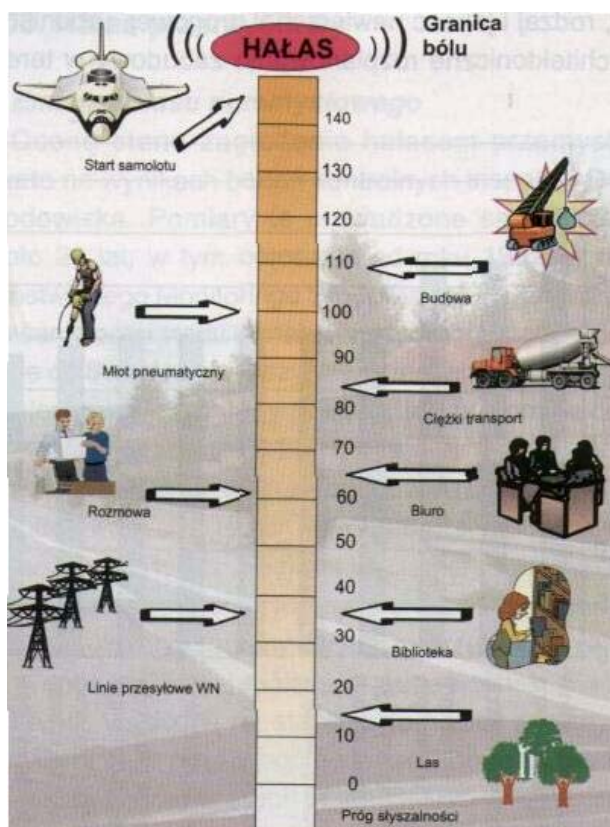 HAŁAS
Granica
bólu
140
Start samolotu
130
120
110
Budowa
100
90
Młot pneumatyczny
80
Ciężki transport
70
60
Rozmowa
Biuro
50
40
30
Biblioteka
Linie przesyłowe WN
20
10
Las
0
Próg słyszalności